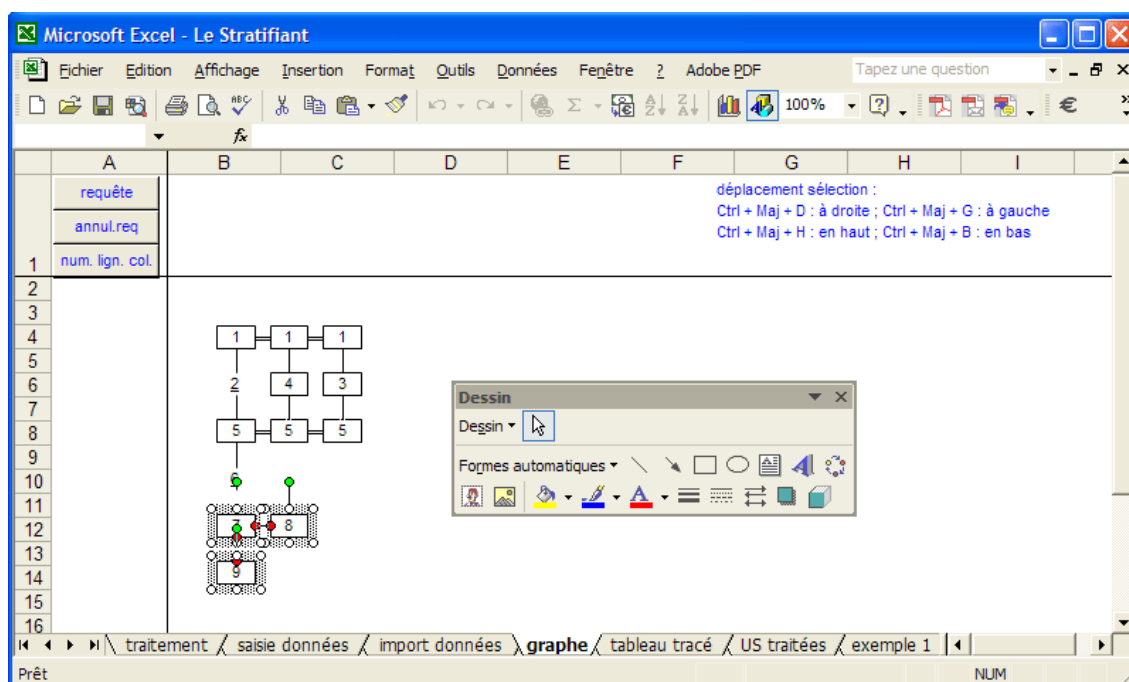 Microsoft Excel - Le Stratifiant
Fichier Edition Affichage Insertion Format Outils Données Fenêtre ? Adobe PDF Tapez une question
ABC 100% ? €
fx
A B C D E F G H I
requête
annul.req
num. lign. col.
déplacement sélection :
Ctrl + Maj + D : à droite ; Ctrl + Maj + G : à gauche
Ctrl + Maj + H : en haut ; Ctrl + Maj + B : en bas
1
2
3
4 1 1 1
5
6 2 4 3
7
8 5 5 5
9
10 6
11
12 7 8
13
14 9
15
16
Dessin
Dessin
Formes automatiques
traitement saisie données import données graphe tableau tracé US traitées exemple 1
Prêt NUM